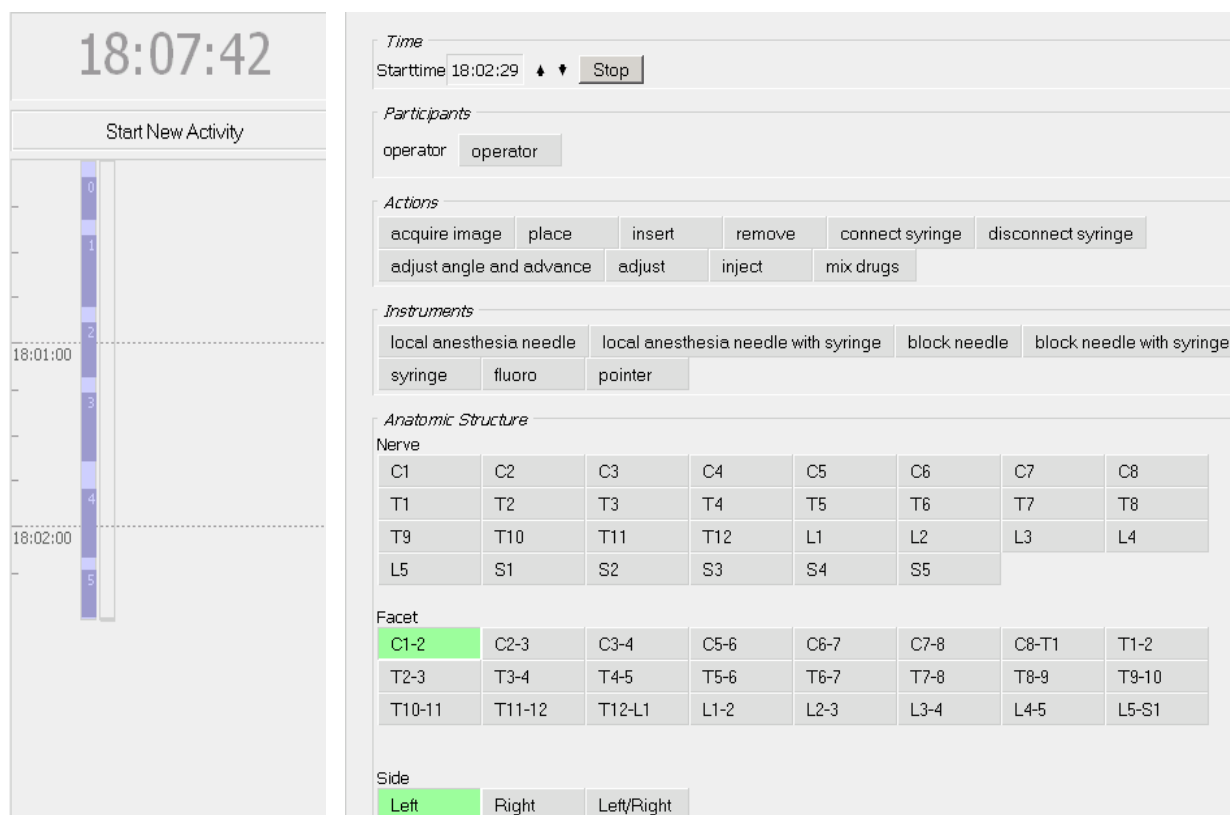 18:07:42
Start New Activity
0
1
2
18:01:00
3
4
18:02:00
5
Time
Starttime 18:02:29 Stop
Participants
operator operator
Actions
acquire image place insert remove connect syringe disconnect syringe
adjust angle and advance adjust inject mix drugs
Instruments
local anesthesia needle local anesthesia needle with syringe block needle block needle with syringe
syringe fluoro pointer
Anatomic Structure
Nerve
C1 C2 C3 C4 C5 C6 C7 C8
T1 T2 T3 T4 T5 T6 T7 T8
T9 T10 T11 T12 L1 L2 L3 L4
L5 S1 S2 S3 S4 S5
Facet
C1-2 C2-3 C3-4 C5-6 C6-7 C7-8 C8-T1 T1-2
T2-3 T3-4 T4-5 T5-6 T6-7 T7-8 T8-9 T9-10
T10-11 T11-12 T12-L1 L1-2 L2-3 L3-4 L4-5 L5-S1
Side
Left Right Left/Right